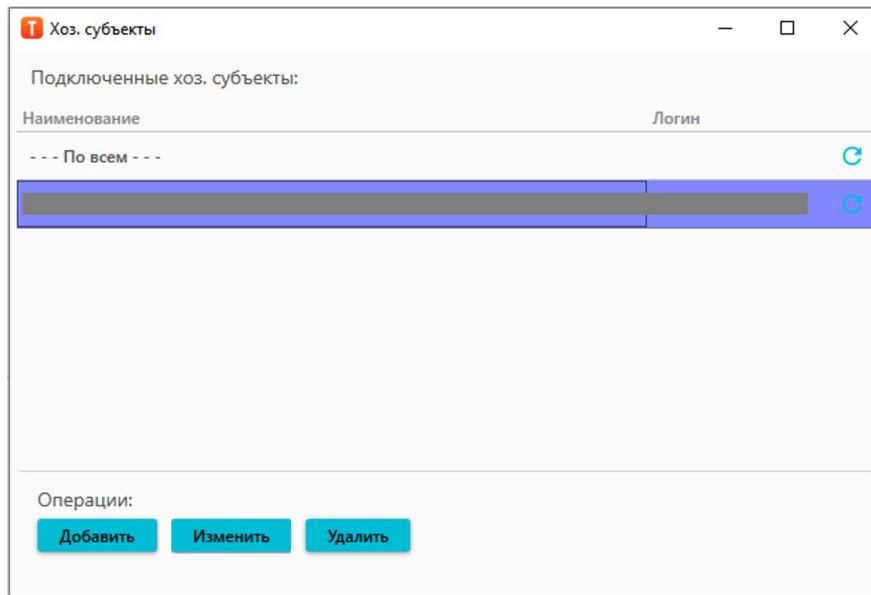 T Хоз. субъекты
Подключенные хоз. субъекты:
Наименование Логин
- - - По всем - - -
Операции:
Добавить Изменить Удалить